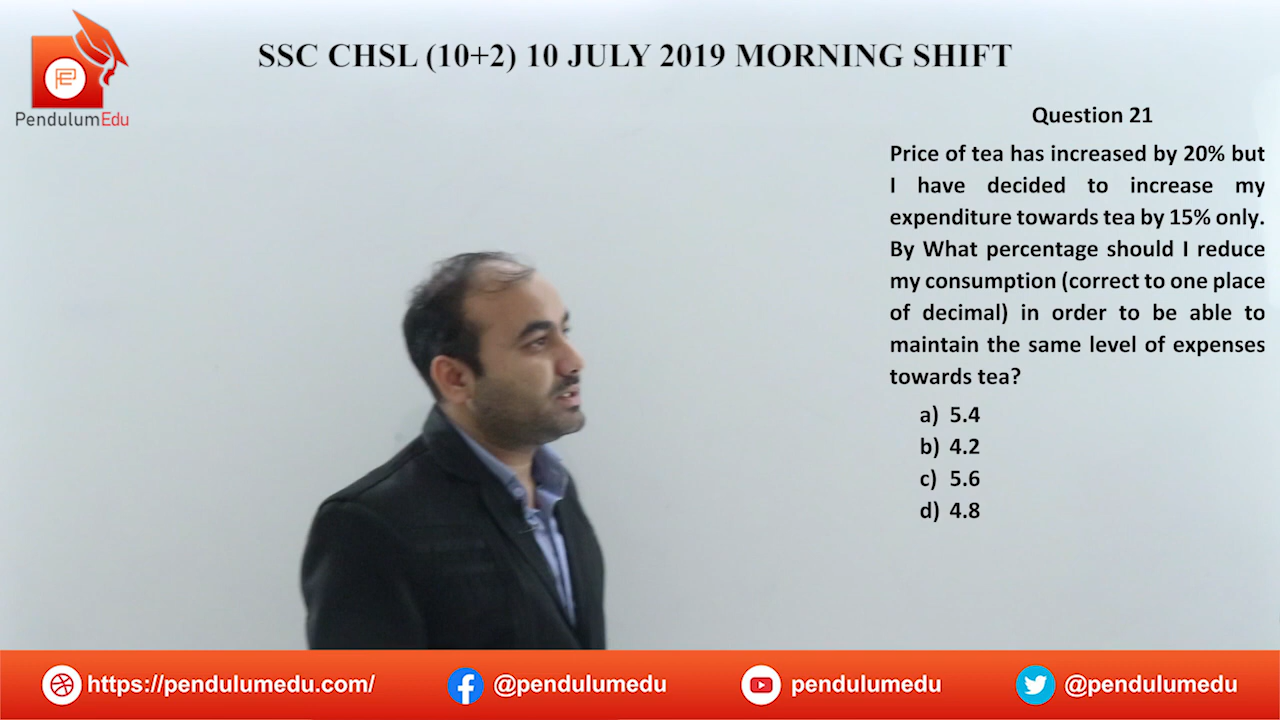 SSC CHSL (10+2) 10 JULY 2019 MORNING SHIFT
PendulumEdu
Question 21
Price of tea has increased by 20% but
I have decided to increase my
expenditure towards tea by 15% only.
By What percentage should I reduce
my consumption (correct to one place
of decimal) in order to be able to
maintain the same level of expenses
towards tea?
a) 5.4
b) 4.2
c) 5.6
d) 4.8
https://pendulumedu.com/
@pendulumedu
pendulumedu
@pendulumedu